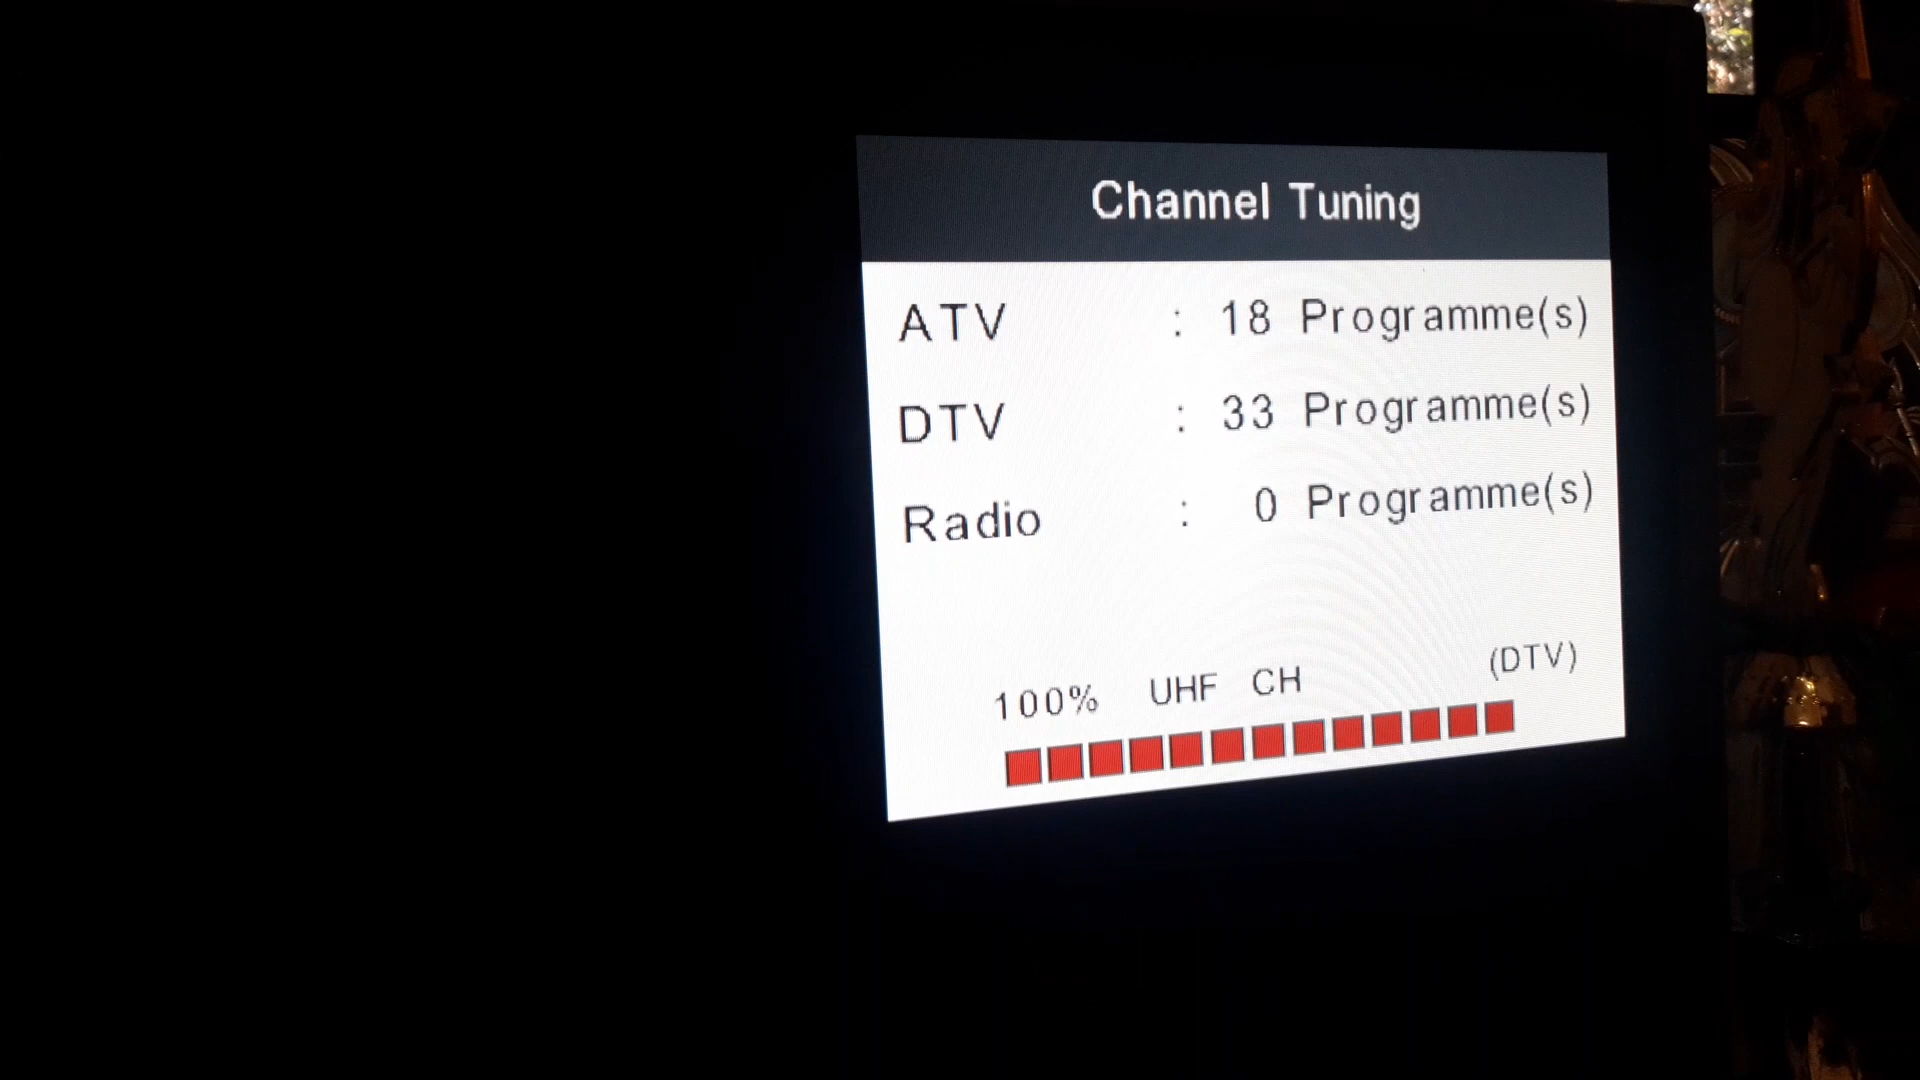 Channel Tuning
ATV : 18 Programme(s)
DTV : 33 Programme(s)
Radio : 0 Programme(s)
100% UHF CH (DTV)